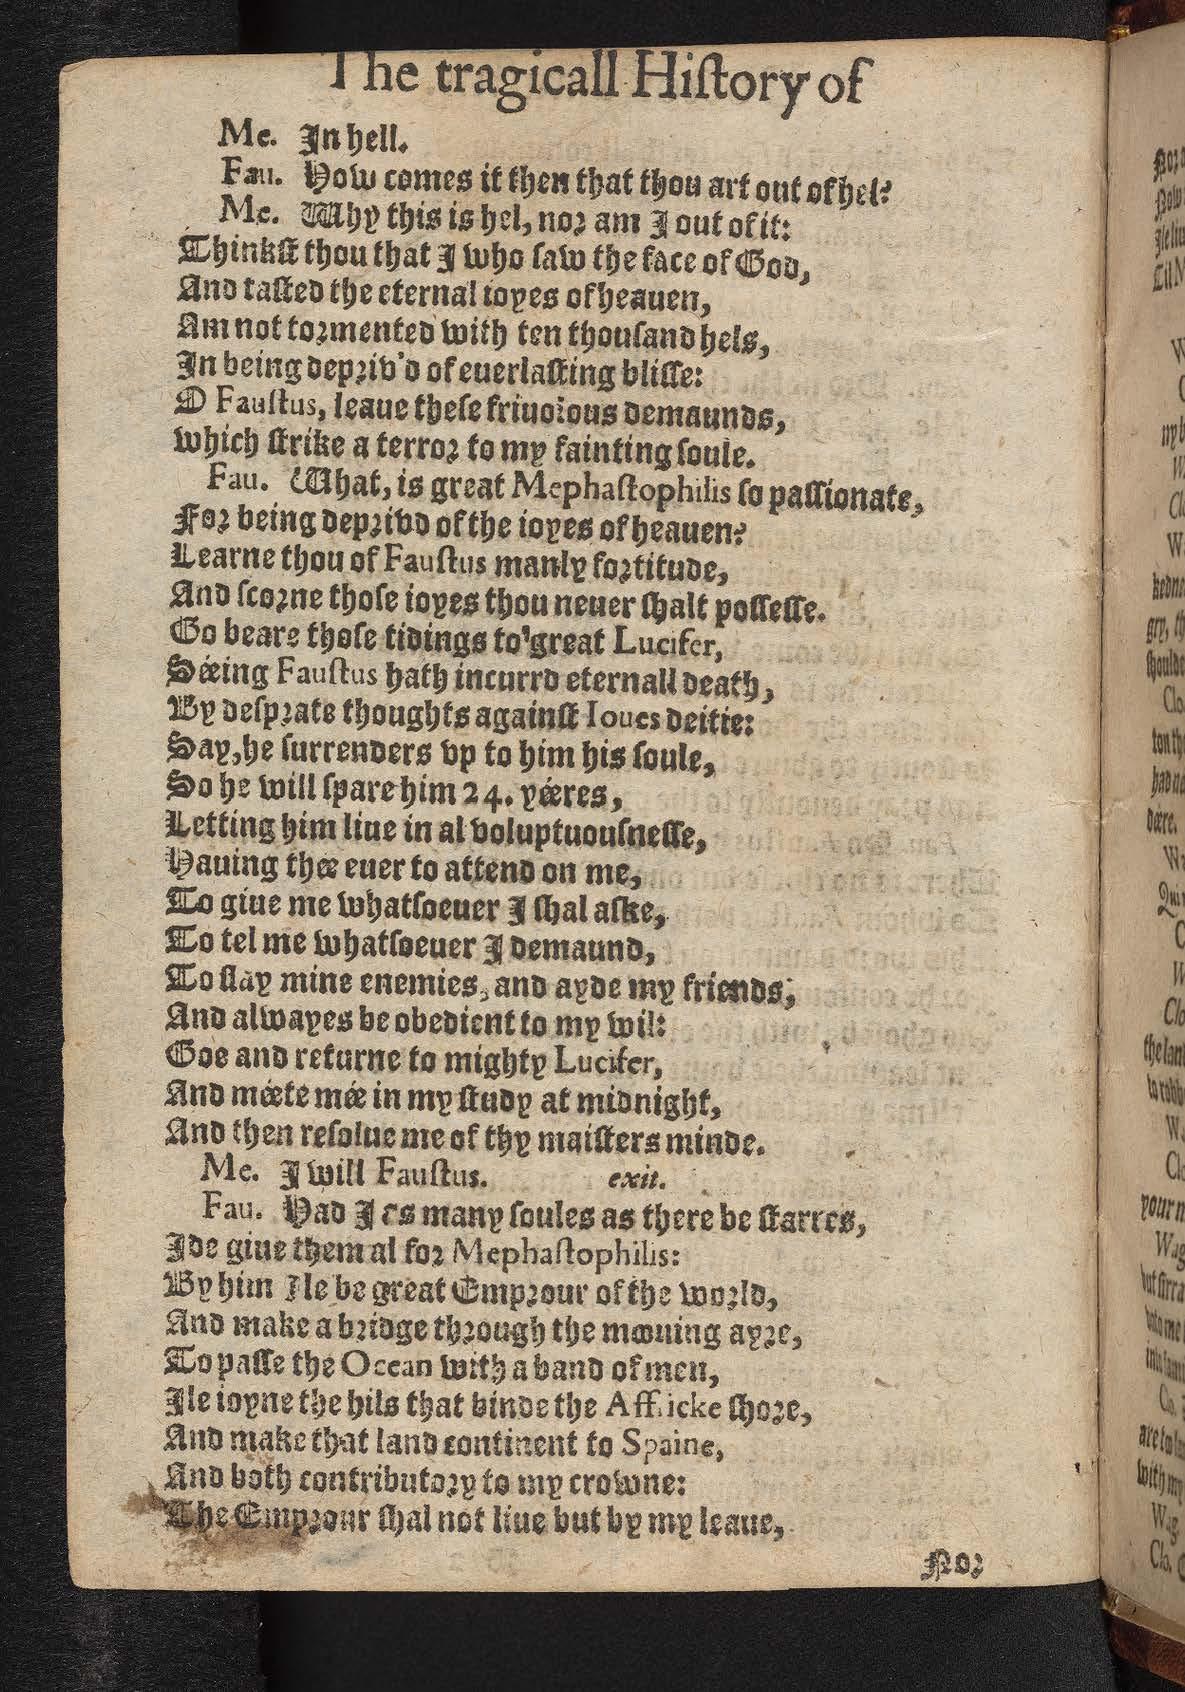 The tragicall Hiſtory of
Me. In hell.
Fau. How comes it then that thou art out of hel?
Me. Why this is hel, nor am I out of it:
Thinkſt thou that I who ſaw the face of God,
And taſted the eternal ioyes of heauen,
Am not tormented with ten thouſand hels,
In being depriv'd of euerlaſting bliſſe:
O Fauſtus, leaue theſe friuolous demaunds,
which ſtrike a terror to my fainting ſoule.
Fau. What, is great Mephaſtophilis ſo paſſionate,
For being deprivd of the ioyes of heauen?
Learne thou of Fauſtus manly fortitude,
And ſcorne thoſe ioyes thou neuer ſhalt poſſeſſe.
Go beare thoſe tidings to great Lucifer,
Séeing Fauſtus hath incurrd eternall death,
By deſprate thoughts againſt Ioues deitie:
Say, he ſurrenders vp to him his ſoule,
So he will ſpare him 24. yéeres,
Letting him liue in al voluptuouſneſſe,
Hauing thee euer to attend on me,
To giue me whatſoeuer I ſhal aſke,
To tel me whatſoeuer I demaund,
To ſlay mine enemies, and ayde my friends,
And alwayes be obedient to my wil:
Goe and returne to mighty Lucifer,
And méete mée in my ſtudy at midnight,
And then reſolue me of thy maiſters minde.
Me. I will Fauſtus. exit.
Fau. Had I as many ſoules as there be ſtarres,
Ide giue them al for Mephaſtophilis:
By him Ile be great Emprour of the world,
And make a bridge through the moouing ayre,
To paſſe the Ocean with a band of men,
Ile ioyne the hils that binde the Affricke ſhore,
And make that land continent to Spaine,
And both contributory to my crowne:
The Emprour ſhal not liue but by my leaue,
Nor